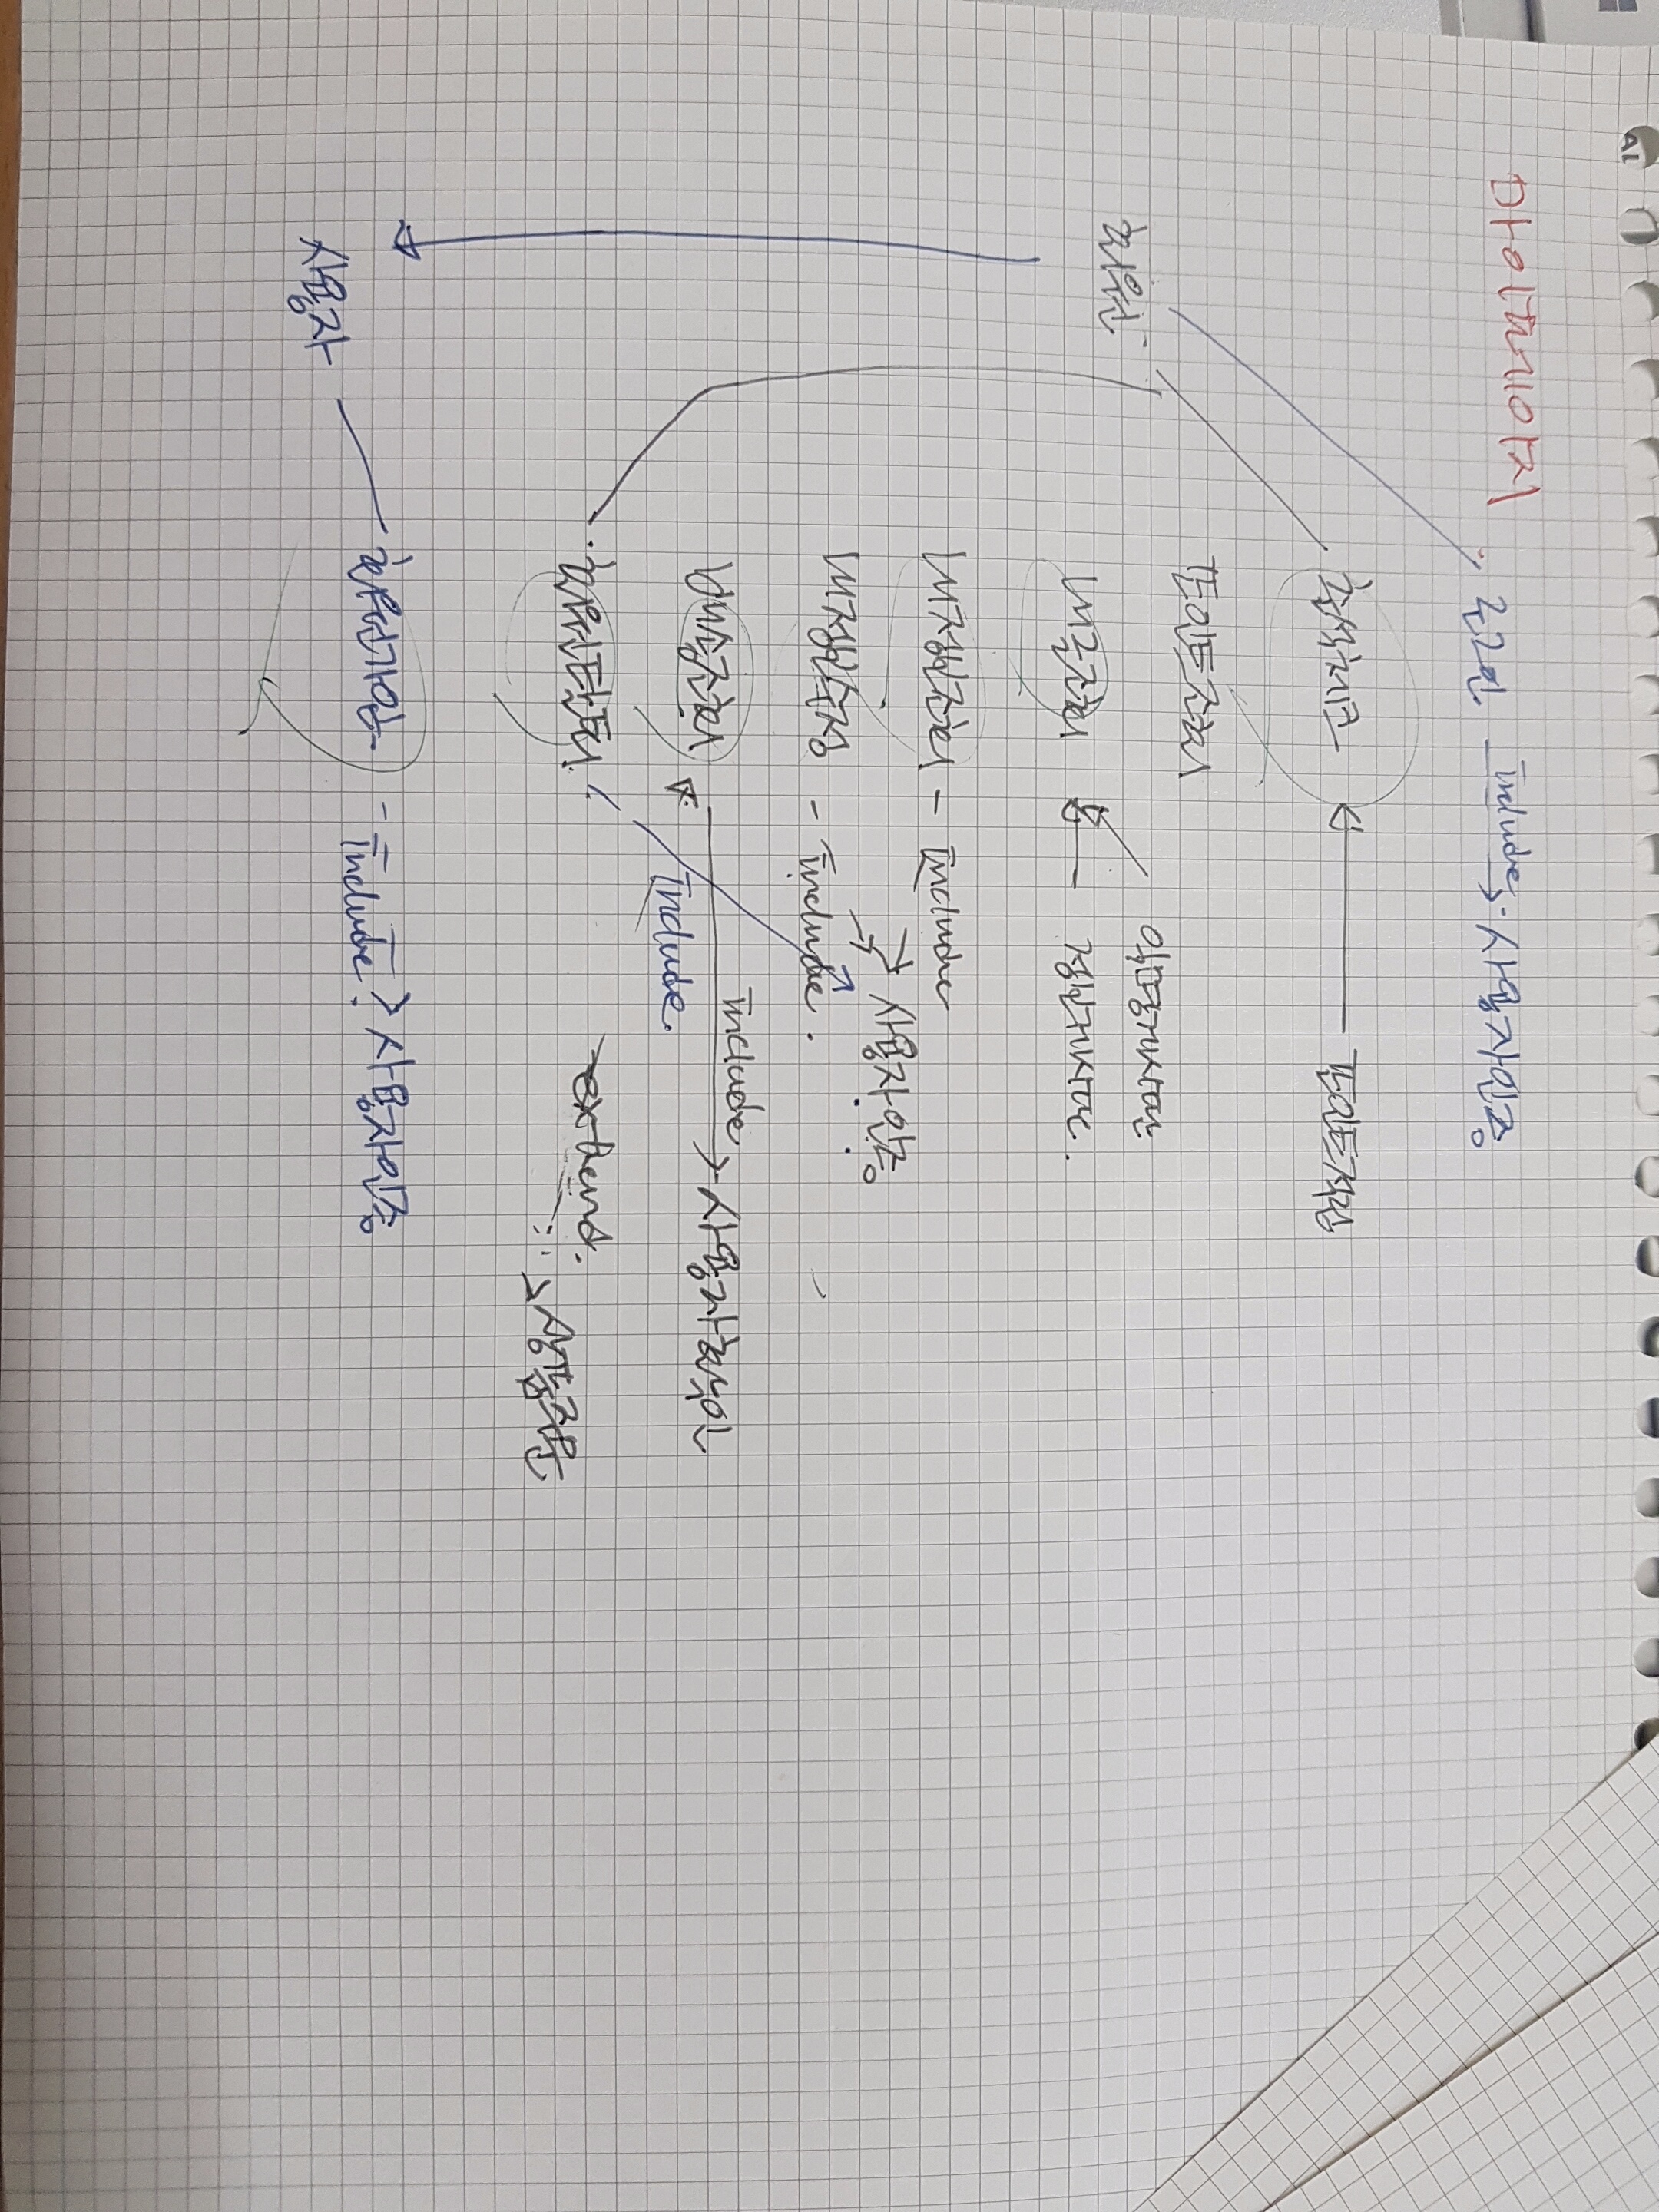 마이페이지
로그인 include 사용자인증
출석체크 포인트적립
포인트조회
익명게시판
회원
내글조회 정보게시판.
내정보조회 - include
사용자인증
내정보수정 - include.
include
배송조회 사용자확인
include.
회원탈퇴 extend.
상품주문
회원가입 - include 사용자인증
사용자